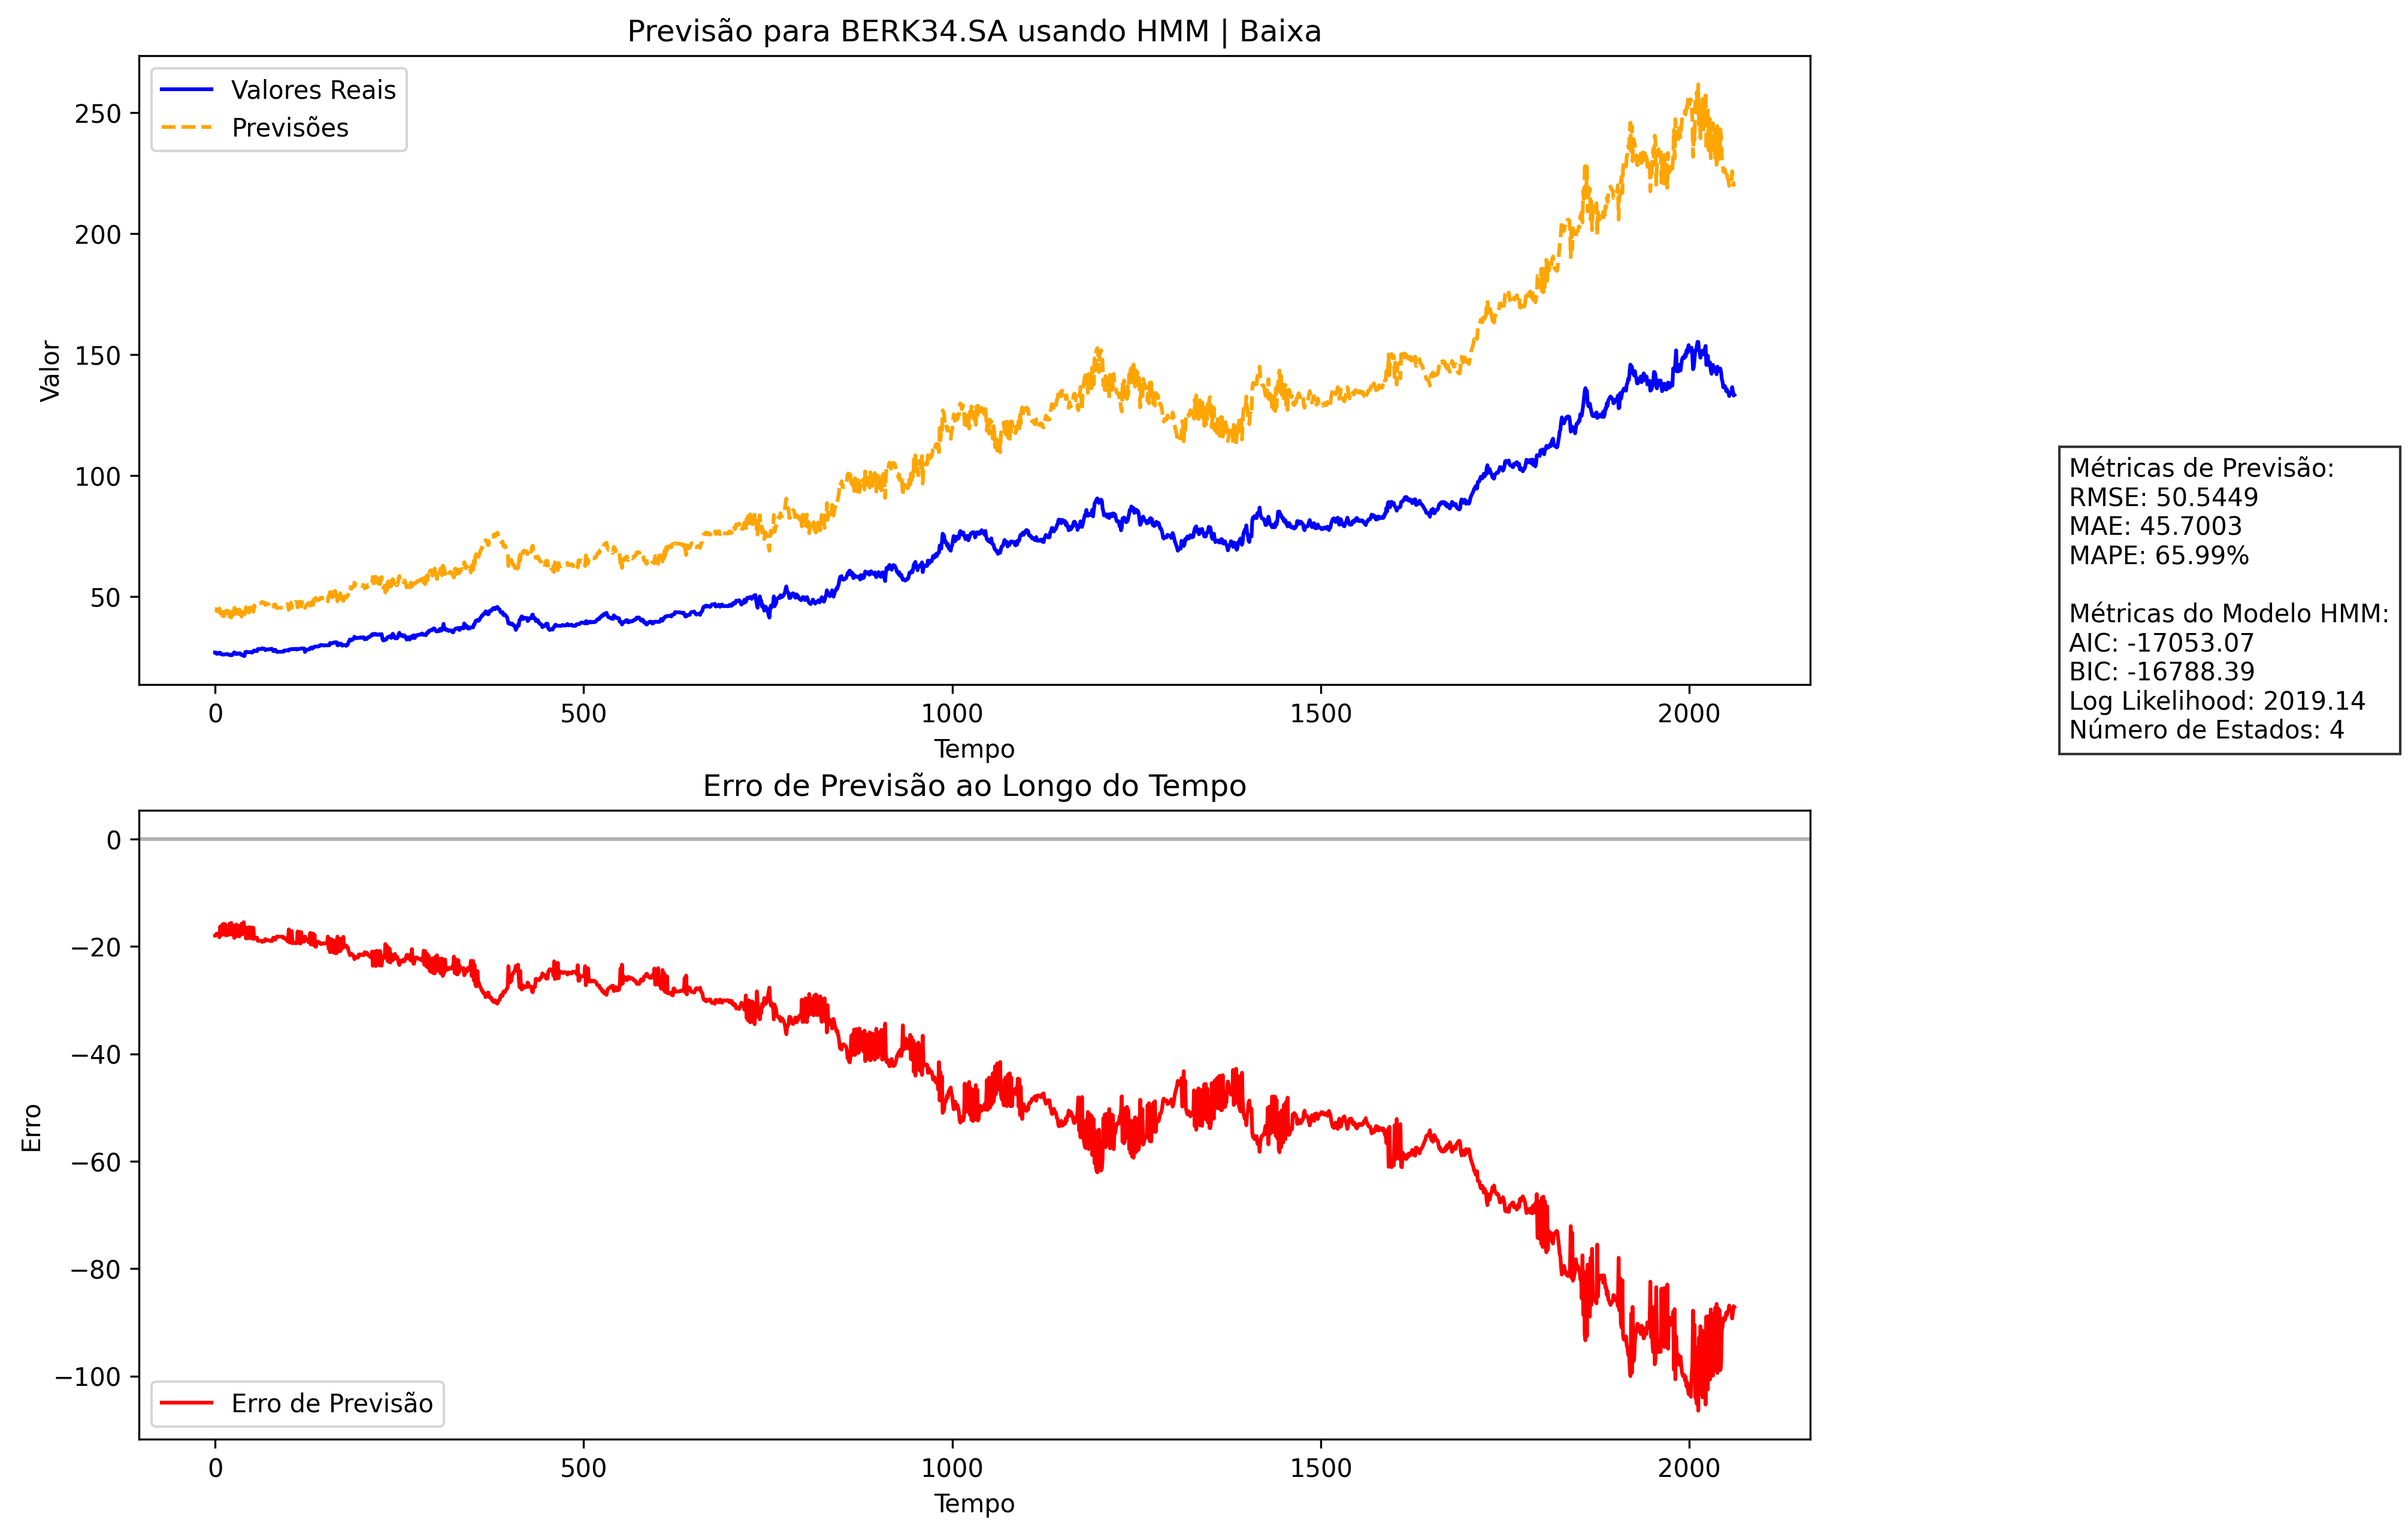 Previsão para BERK34.SA usando HMM | Baixa
Valores Reais
Previsões
Valor
250
200
150
100
50
0
500
1000
1500
2000
Tempo
Métricas de Previsão:
RMSE: 50.5449
MAE: 45.7003
MAPE: 65.99%
Métricas do Modelo HMM:
AIC: -17053.07
BIC: -16788.39
Log Likelihood: 2019.14
Número de Estados: 4
Erro de Previsão ao Longo do Tempo
Erro
0
−20
−40
−60
−80
−100
Erro de Previsão
0
500
1000
1500
2000
Tempo